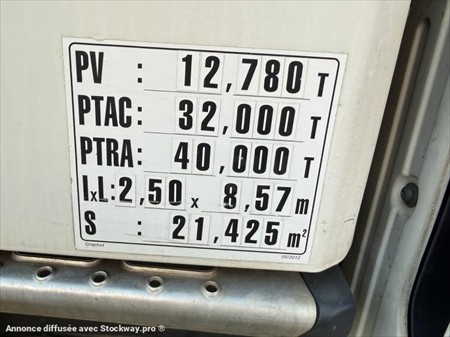 PV : 12,780 T
PTAC: 32,000 T
PTRA: 40,000 T
lxL:2,50 x 8,57 m
S : 21,425 m²
Graphof 05/2012
Annonce diffusée avec Stockway.pro ®